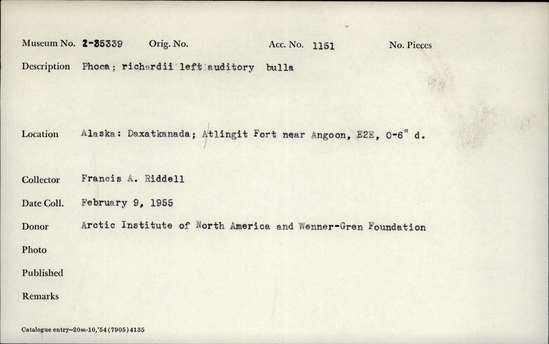 Museum No. 2-35339 Orig. No. Acc. No. 1151 No. Pieces
Description Phoca; richardii left auditory bulla
Location Alaska: Daxatkanada; Atlingit Fort near Angoon, E2E, 0-6" d.
Collector Francis A. Riddell
Date Coll. February 9, 1955
Donor Arctic Institute of North America and Wenner-Gren Foundation
Photo
Published
Remarks
Catalogue entry—20m-10,'54(7905)4135